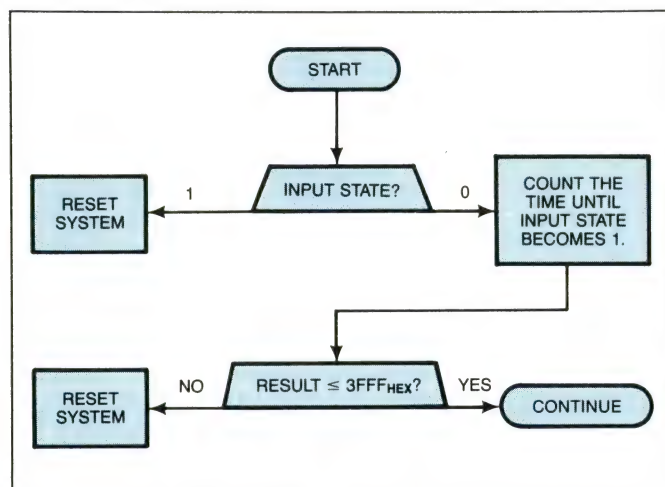 START
INPUT STATE?
1
0
RESET
SYSTEM
COUNT THE
TIME UNTIL
INPUT STATE
BECOMES 1.
RESULT ≤ 3FFFHEX?
NO
YES
RESET
SYSTEM
CONTINUE